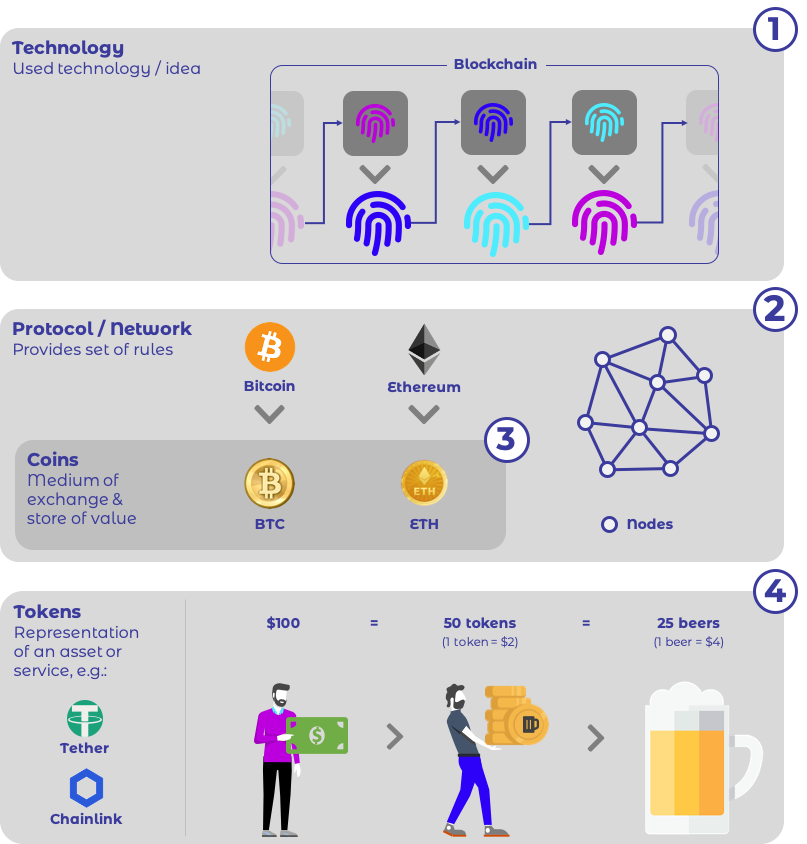 1
Technology
Used technology / idea
Blockchain
2
Protocol / Network
Provides set of rules
Bitcoin
Ethereum
3
Coins
Medium of
exchange &
store of value
ETH
BTC
ETH
Nodes
4
Tokens
Representation
of an asset or
service, e.g.:
Tether
Chainlink
$100 = 50 tokens = 25 beers
(1 token = $2) (1 beer = $4)